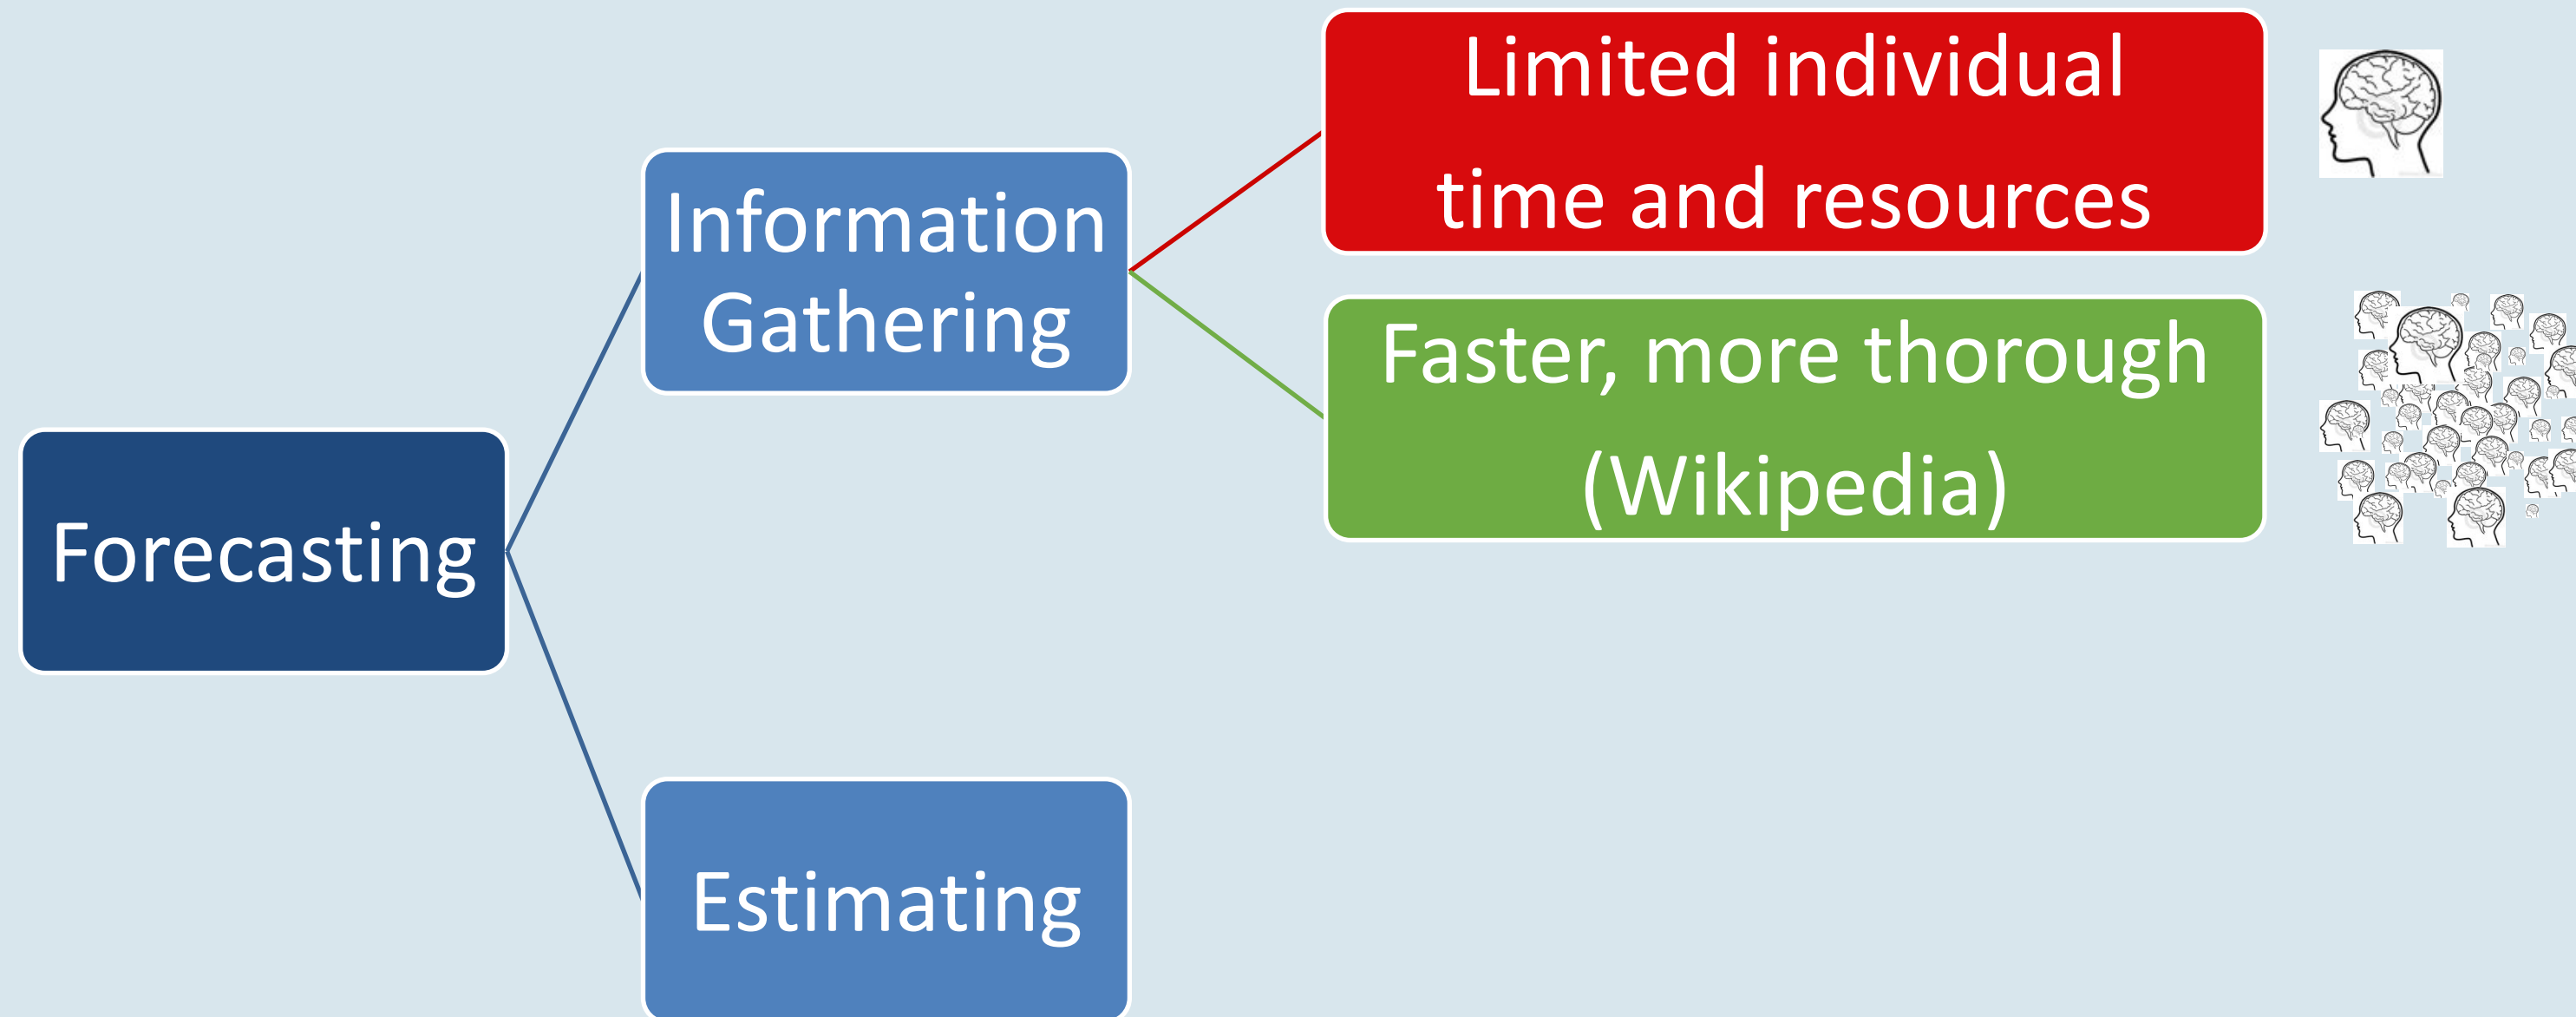 Forecasting
Information
Gathering
Limited individual
time and resources
Faster, more thorough
(Wikipedia)
Estimating